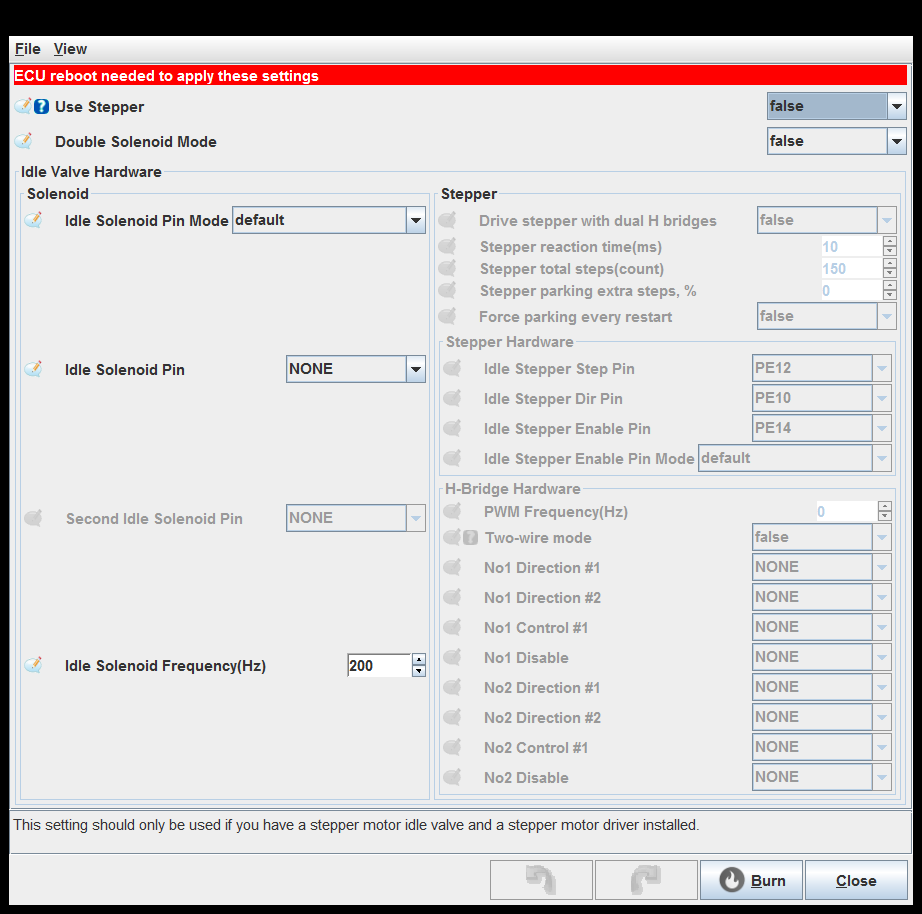 File View
ECU reboot needed to apply these settings
? Use Stepper false
Double Solenoid Mode false
Idle Valve Hardware
Solenoid
Idle Solenoid Pin Mode default
Idle Solenoid Pin NONE
Second Idle Solenoid Pin NONE
Idle Solenoid Frequency(Hz) 200
Stepper
Drive stepper with dual H bridges false
Stepper reaction time(ms) 10
Stepper total steps(count) 150
Stepper parking extra steps, % 0
Force parking every restart false
Stepper Hardware
Idle Stepper Step Pin PE12
Idle Stepper Dir Pin PE10
Idle Stepper Enable Pin PE14
Idle Stepper Enable Pin Mode default
H-Bridge Hardware
PWM Frequency(Hz) 0
? Two-wire mode false
No1 Direction #1 NONE
No1 Direction #2 NONE
No1 Control #1 NONE
No1 Disable NONE
No2 Direction #1 NONE
No2 Direction #2 NONE
No2 Control #1 NONE
No2 Disable NONE
This setting should only be used if you have a stepper motor idle valve and a stepper motor driver installed.
Burn Close